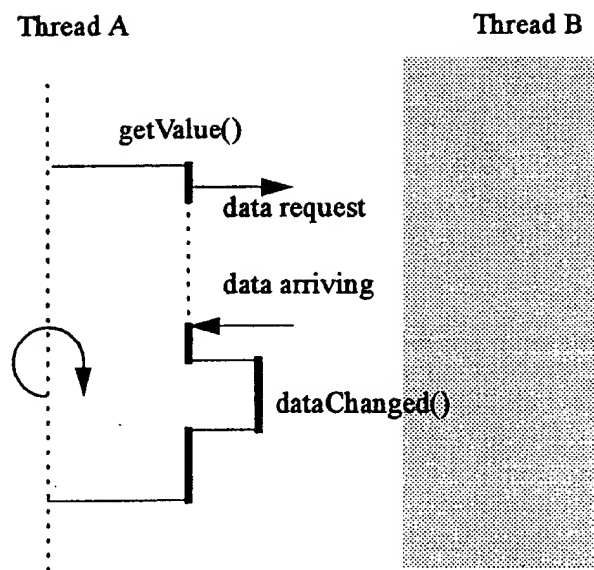 Thread A
Thread B
getValue()
data request
data arriving
dataChanged()